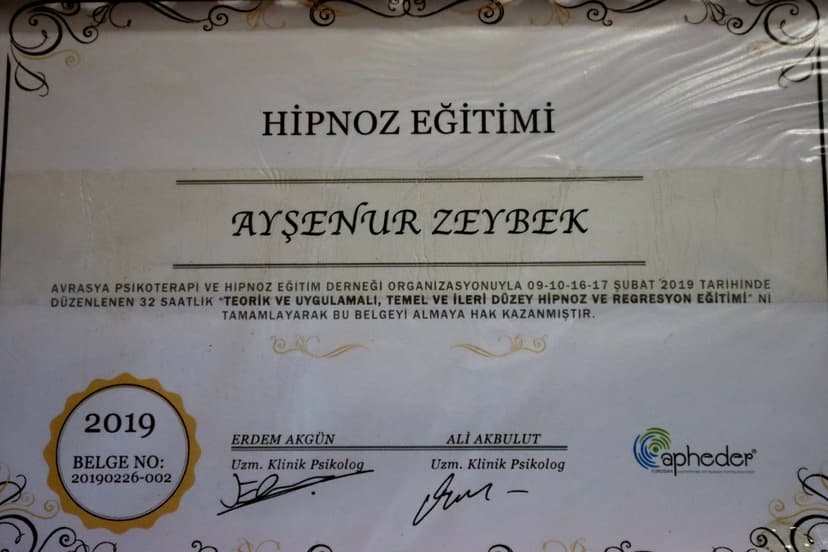 HİPNOZ EĞİTİMİ
AYŞENUR ZEYBEK
AVRASYA PSİKOTERAPİ VE HİPNOZ EĞİTİM DERNEĞİ ORGANİZASYONUYLA 09-10-16-17 ŞUBAT 2019 TARİHİNDE
DÜZENLENEN 32 SAATLİK "TEORİK VE UYGULAMALI, TEMEL VE İLERİ DÜZEY HİPNOZ VE REGRESYON EĞİTİMİ" Nİ
TAMAMLAYARAK BU BELGEYİ ALMAYA HAK KAZANMIŞTIR.
2019
BELGE NO:
20190226-002
ERDEM AKGÜN
Uzm. Klinik Psikolog
ALİ AKBULUT
Uzm. Klinik Psikolog
apheder